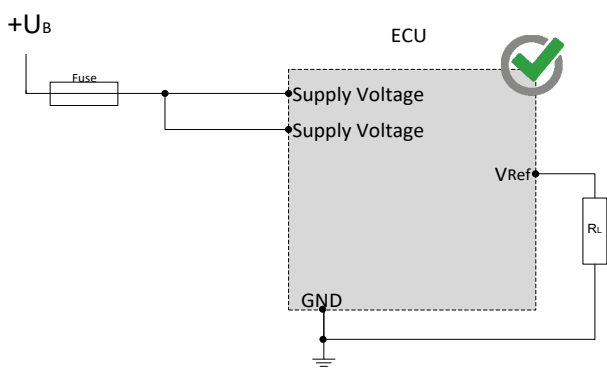 +UB
ECU
Fuse
Supply Voltage
Supply Voltage
VRef
RL
GND